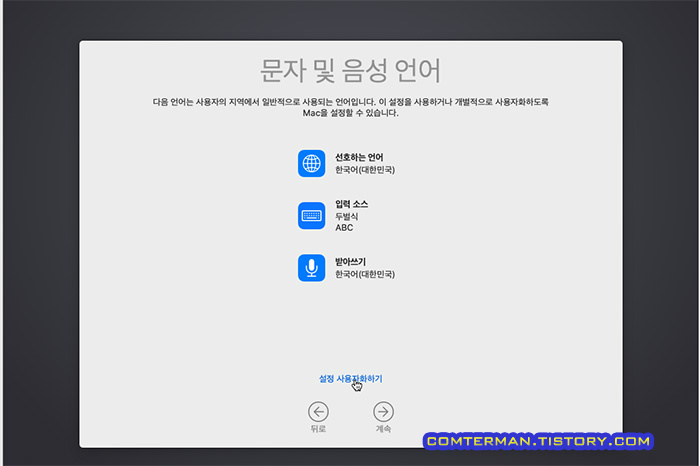 문자 및 음성 언어
다음 언어는 사용자의 지역에서 일반적으로 사용되는 언어입니다. 이 설정을 사용하거나 개별적으로 사용자화하도록
Mac을 설정할 수 있습니다.
선호하는 언어
한국어(대한민국)
입력 소스
두벌식
ABC
받아쓰기
한국어(대한민국)
설정 사용자화하기
뒤로
계속
COMTERMAN.TISTORY.COM